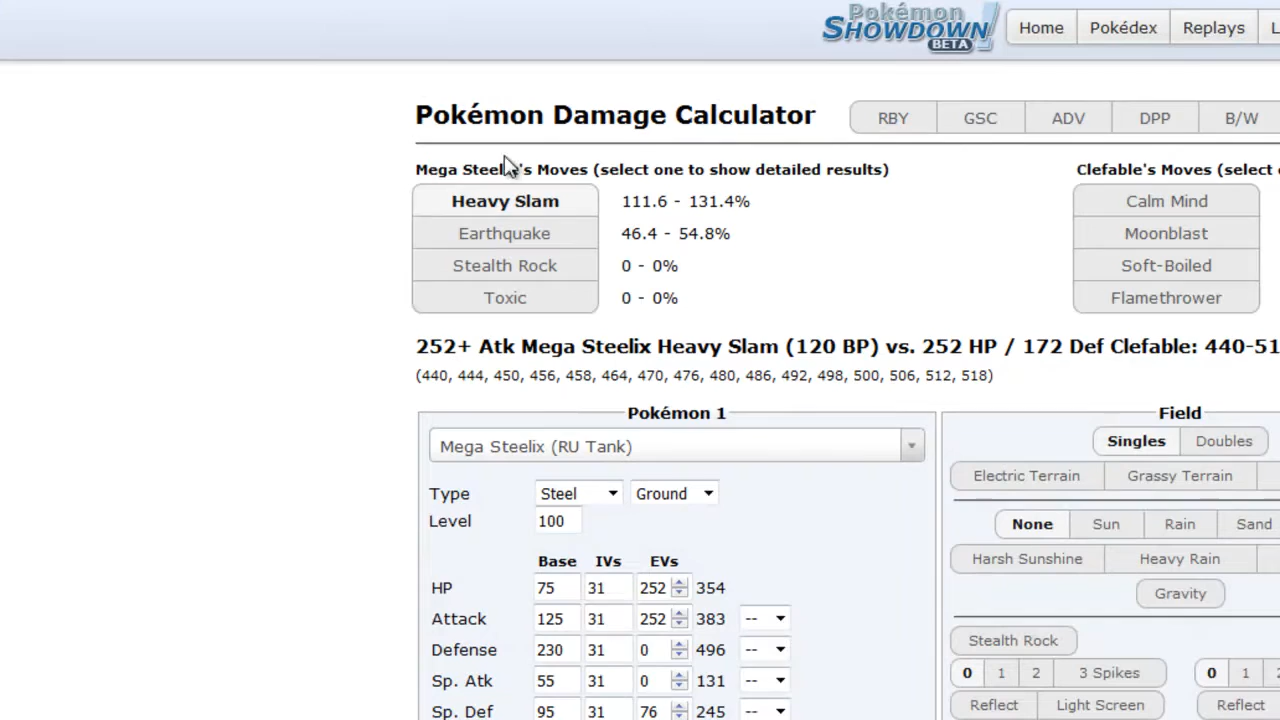 Pokémon
SHOWDOWN!
BETA
Home Pokédex Replays
Pokémon Damage Calculator RBY GSC ADV DPP B/W
Mega Steelix's Moves (select one to show detailed results) Clefable's Moves (select
Heavy Slam 111.6 - 131.4% Calm Mind
Earthquake 46.4 - 54.8% Moonblast
Stealth Rock 0 - 0% Soft-Boiled
Toxic 0 - 0% Flamethrower
252+ Atk Mega Steelix Heavy Slam (120 BP) vs. 252 HP / 172 Def Clefable: 440-51
(440, 444, 450, 456, 458, 464, 470, 476, 480, 486, 492, 498, 500, 506, 512, 518)
Pokémon 1 Field
Mega Steelix (RU Tank) Singles Doubles
Electric Terrain Grassy Terrain
Type Steel Ground
Level 100 None Sun Rain Sand
Base IVs EVs Harsh Sunshine Heavy Rain
HP 75 31 252 354 Gravity
Attack 125 31 252 383 --
Defense 230 31 0 496 -- Stealth Rock
Sp. Atk 55 31 0 131 -- 0 1 2 3 Spikes 0 1
Sp. Def 95 31 76 245 -- Reflect Light Screen Reflect